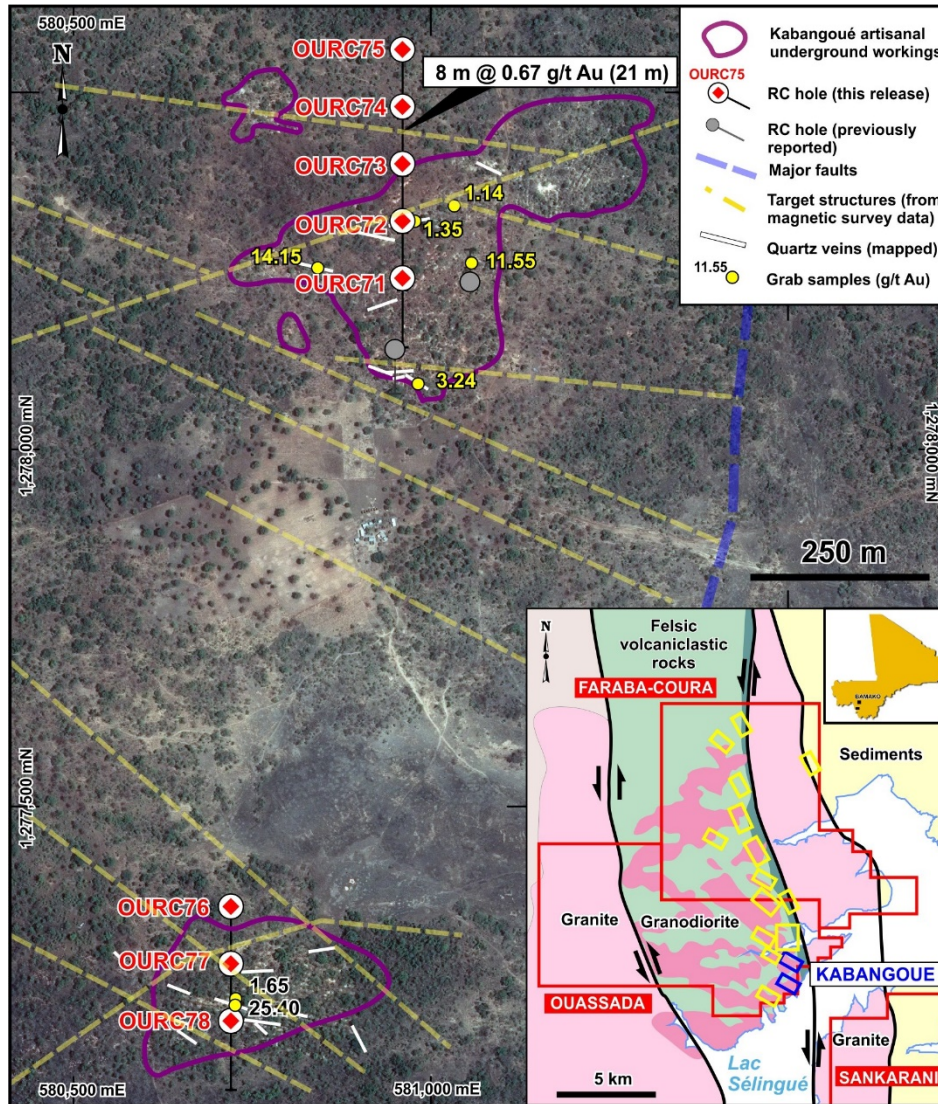 580,500 mE
N
OURC75
8 m @ 0.67 g/t Au (21 m)
OURC74
OURC73
1.14
OURC72
1.35
14.15
11.55
OURC71
3.24
1,278,000 mN
1,278,000 mN
250 m
1,277,500 mN
OURC76
OURC77
1.65
25.40
OURC78
580,500 mE
581,000 mE
Kabangoué artisanal
underground workings
OURC75
RC hole (this release)
RC hole (previously
reported)
Major faults
Target structures (from
magnetic survey data)
Quartz veins (mapped)
11.55
Grab samples (g/t Au)
N
Felsic
volcaniclastic
rocks
FARABA-COURA
BAMAKO
Sediments
Granite
Granodiorite
KABANGOUE
OUASSADA
Granite
Lac
Sélingué
SANKARANI
5 km